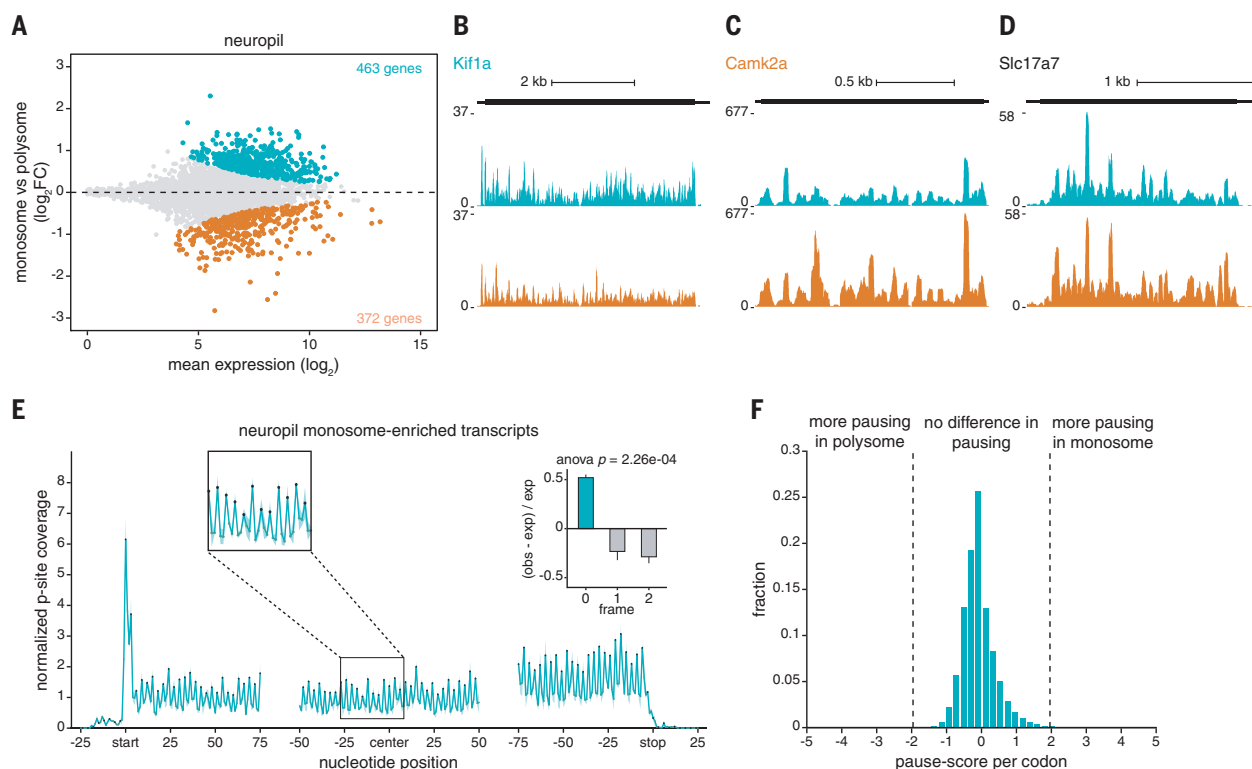 A
neuropil
463 genes
372 genes
3
2
1
0
-1
-2
-3
0
5
10
15
monosome vs polysome
(log2FC)
mean expression (log2)
B
Kif1a
2 kb
37
0
37
0
C
Camk2a
0.5 kb
677
0
677
0
D
Slc17a7
1 kb
58
0
58
0
E
neuropil monosome-enriched transcripts
normalized p-site coverage
8
7
6
5
4
3
2
1
0
-25
start
25
50
75
-50
-25
center
25
50
-75
-50
-25
stop
25
nucleotide position
anova p = 2.26e-04
(obs - exp) / exp
0.5
0
-0.5
0
1
2
frame
F
more pausing
in polysome
no difference in
pausing
more pausing
in monosome
fraction
0.3
0.25
0.2
0.15
0.1
0.05
0
-5
-4
-3
-2
-1
0
1
2
3
4
5
pause-score per codon